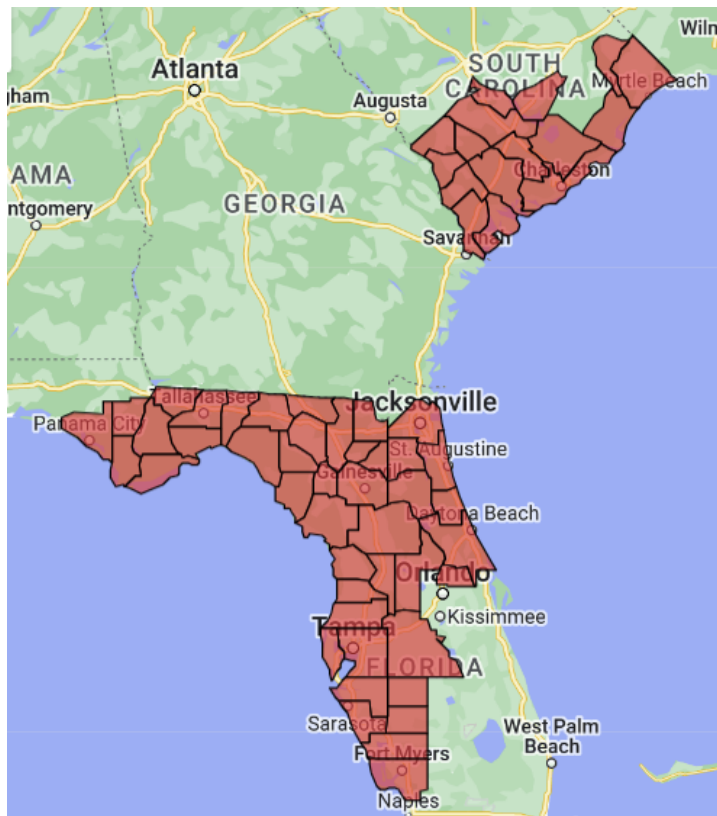 Atlanta
gham
Augusta
SOUTH
CAROLINA
Wilm
Myrtle Beach
AMA
ntgomery
GEORGIA
Charleston
Savannah
Tallahassee
Panama City
Jacksonville
St. Augustine
Gainesville
Daytona Beach
Orlando
Kissimmee
Tampa
FLORIDA
Sarasota
West Palm
Beach
Fort Myers
Naples